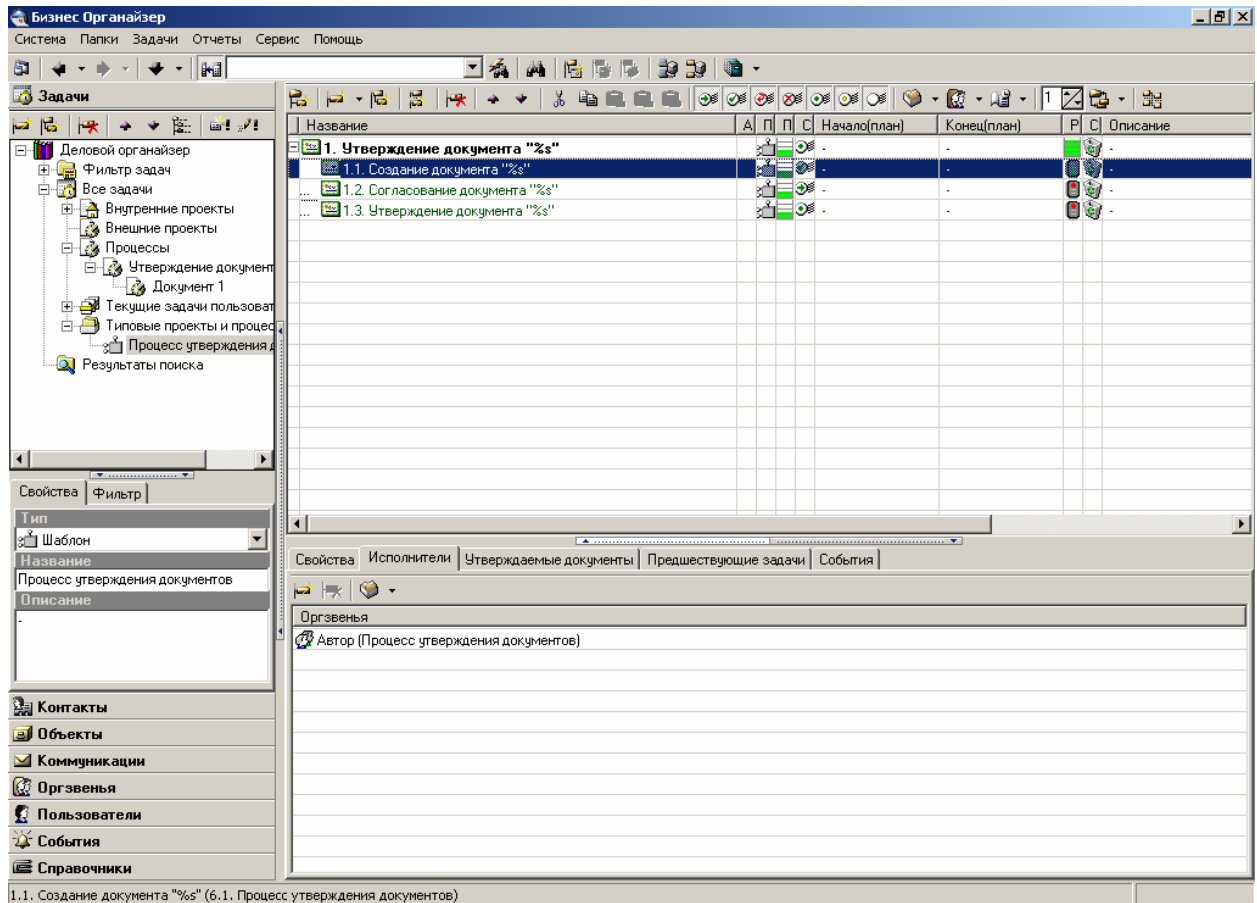 Бизнес Органайзер
Система Папки Задачи Отчеты Сервис Помощь
Задачи
Деловой органайзер
Фильтр задач
Все задачи
Внутренние проекты
Внешние проекты
Процессы
Утверждение документ
Документ 1
Текущие задачи пользоват
Типовые проекты и процес
Процесс утверждения д
Результаты поиска
Свойства Фильтр
Тип
Шаблон
Название
Процесс утверждения документов
Описание
-
Контакты
Объекты
Коммуникации
Оргзвенья
Пользователи
События
Справочники
1
Название А П П С Начало(план) Конец(план) Р С Описание
1. Утверждение документа "%s" - - -
1.1. Создание документа "%s" - - -
... 1.2. Согласование документа "%s" - - -
... 1.3. Утверждение документа "%s" - - -
Свойства Исполнители Утверждаемые документы Предшествующие задачи События
Оргзвенья
Автор (Процесс утверждения документов)
1.1. Создание документа "%s" (6.1. Процесс утверждения документов)